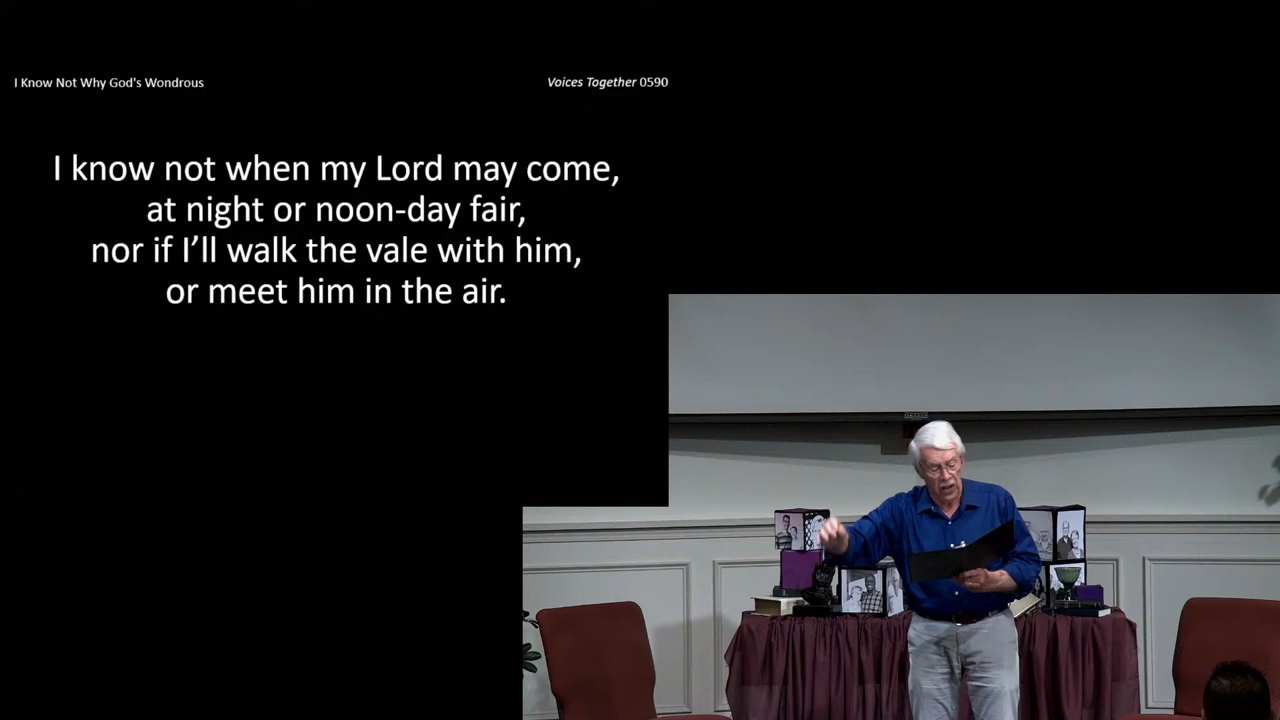 I Know Not Why God's Wondrous
Voices Together 0590
I know not when my Lord may come,
at night or noon-day fair,
nor if I’ll walk the vale with him,
or meet him in the air.